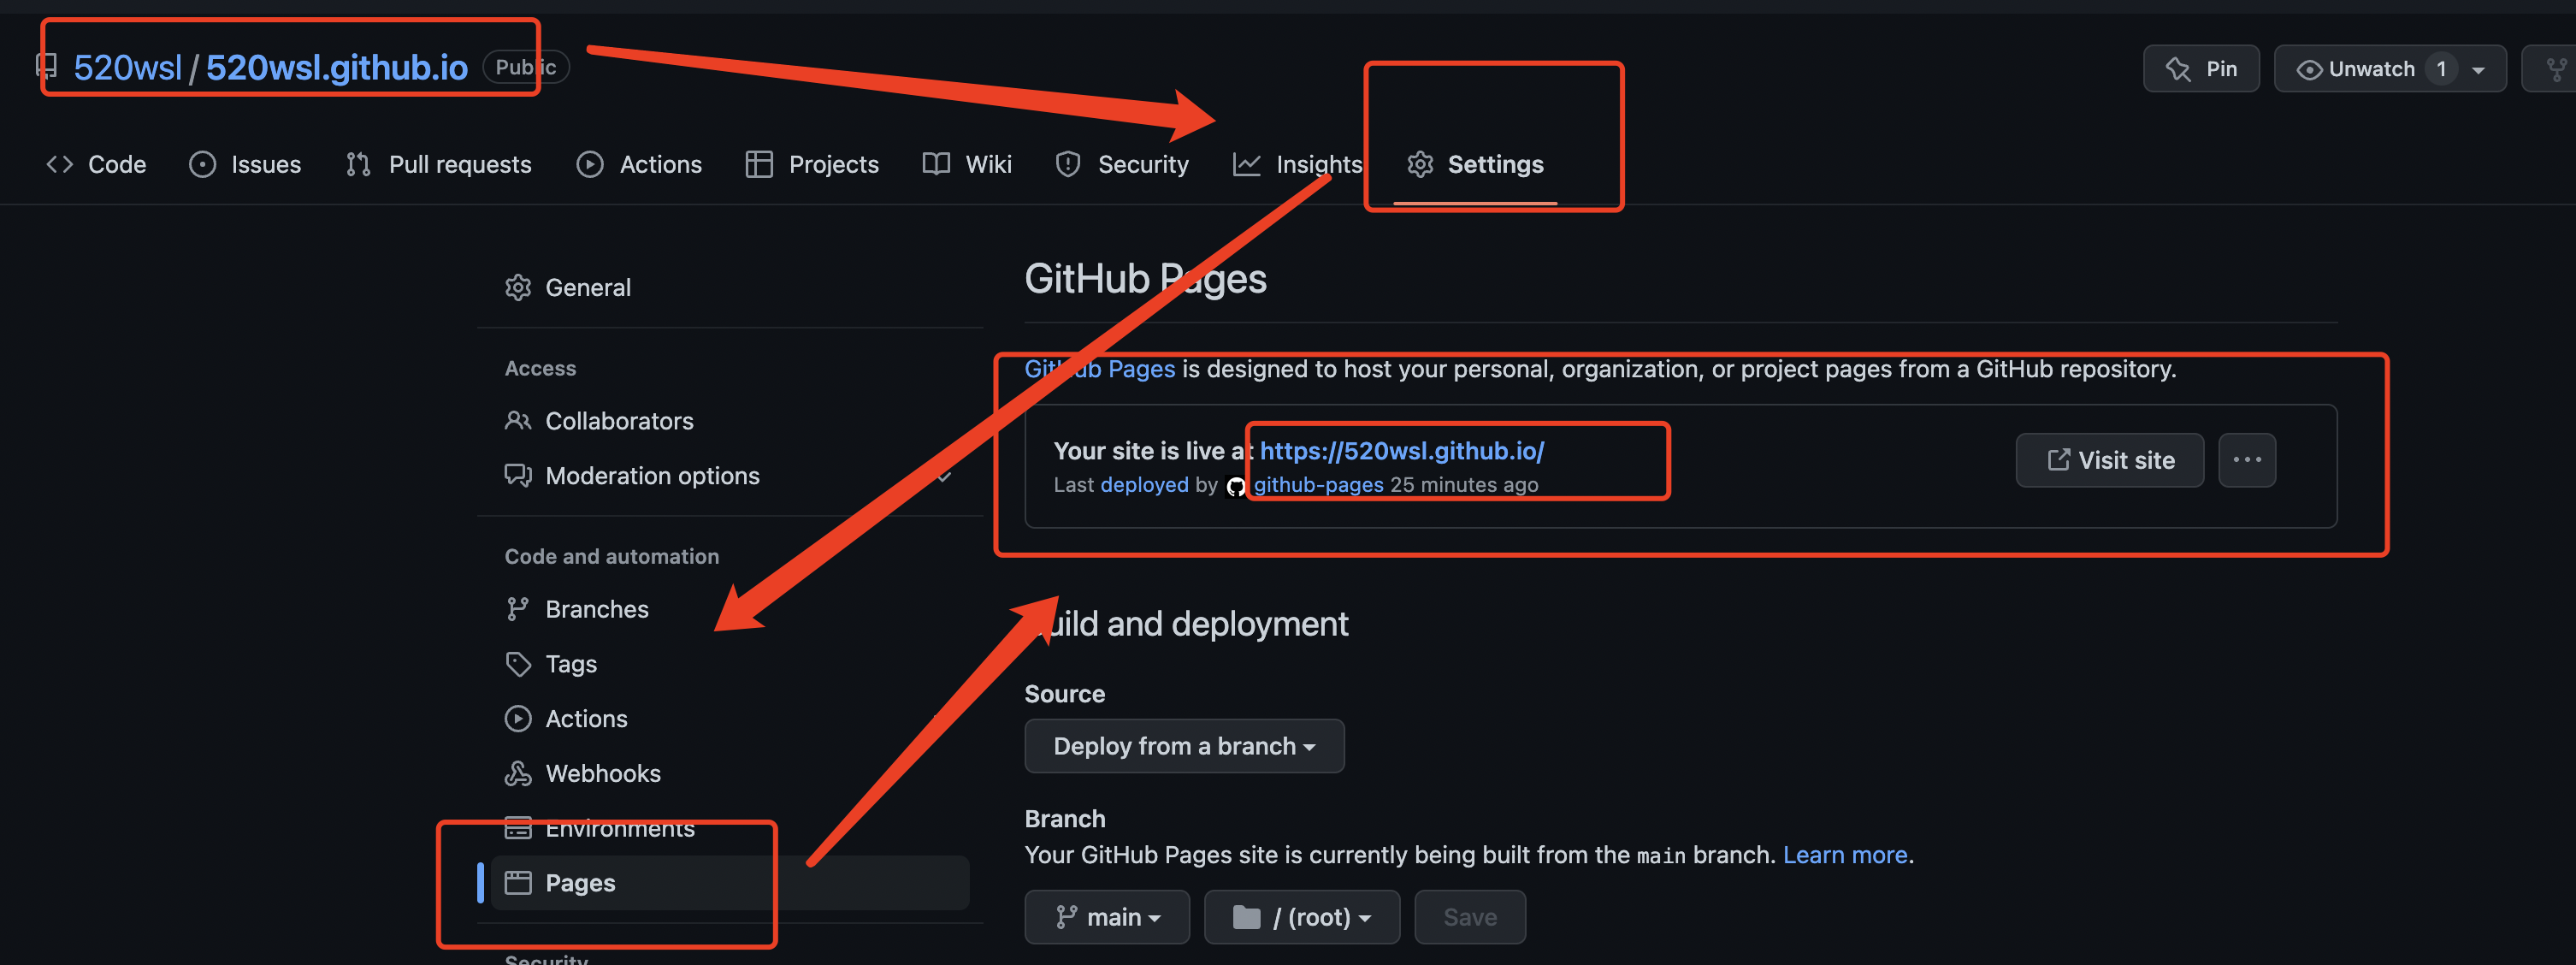 520wsl / 520wsl.github.io Public
Pin
Unwatch 1
Code
Issues
Pull requests
Actions
Projects
Wiki
Security
Insights
Settings
General
Access
Collaborators
Moderation options
Code and automation
Branches
Tags
Actions
Webhooks
Environments
Pages
Security
GitHub Pages
GitHub Pages is designed to host your personal, organization, or project pages from a GitHub repository.
Your site is live at https://520wsl.github.io/
Last deployed by github-pages 25 minutes ago
Visit site
Build and deployment
Source
Deploy from a branch
Branch
Your GitHub Pages site is currently being built from the main branch. Learn more.
main
/ (root)
Save